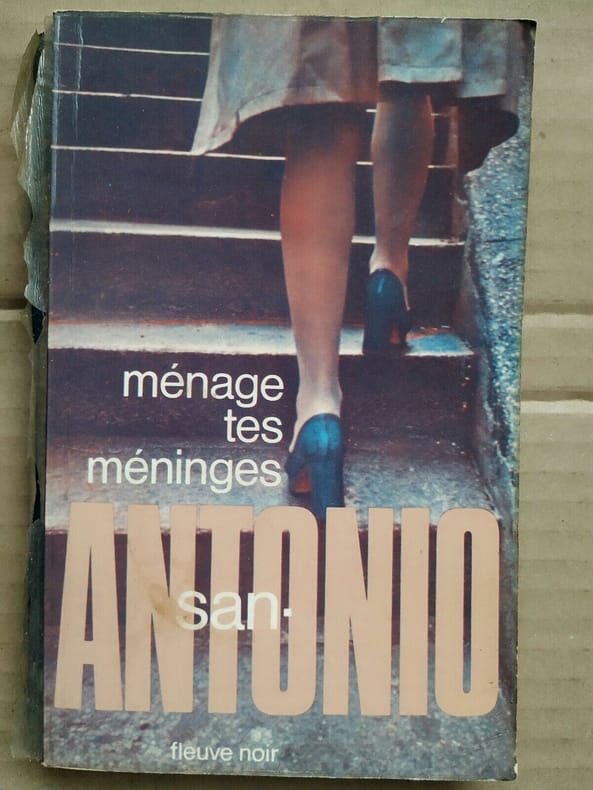 ménage
tes
méninges
san-
ANTONIO
fleuve noir